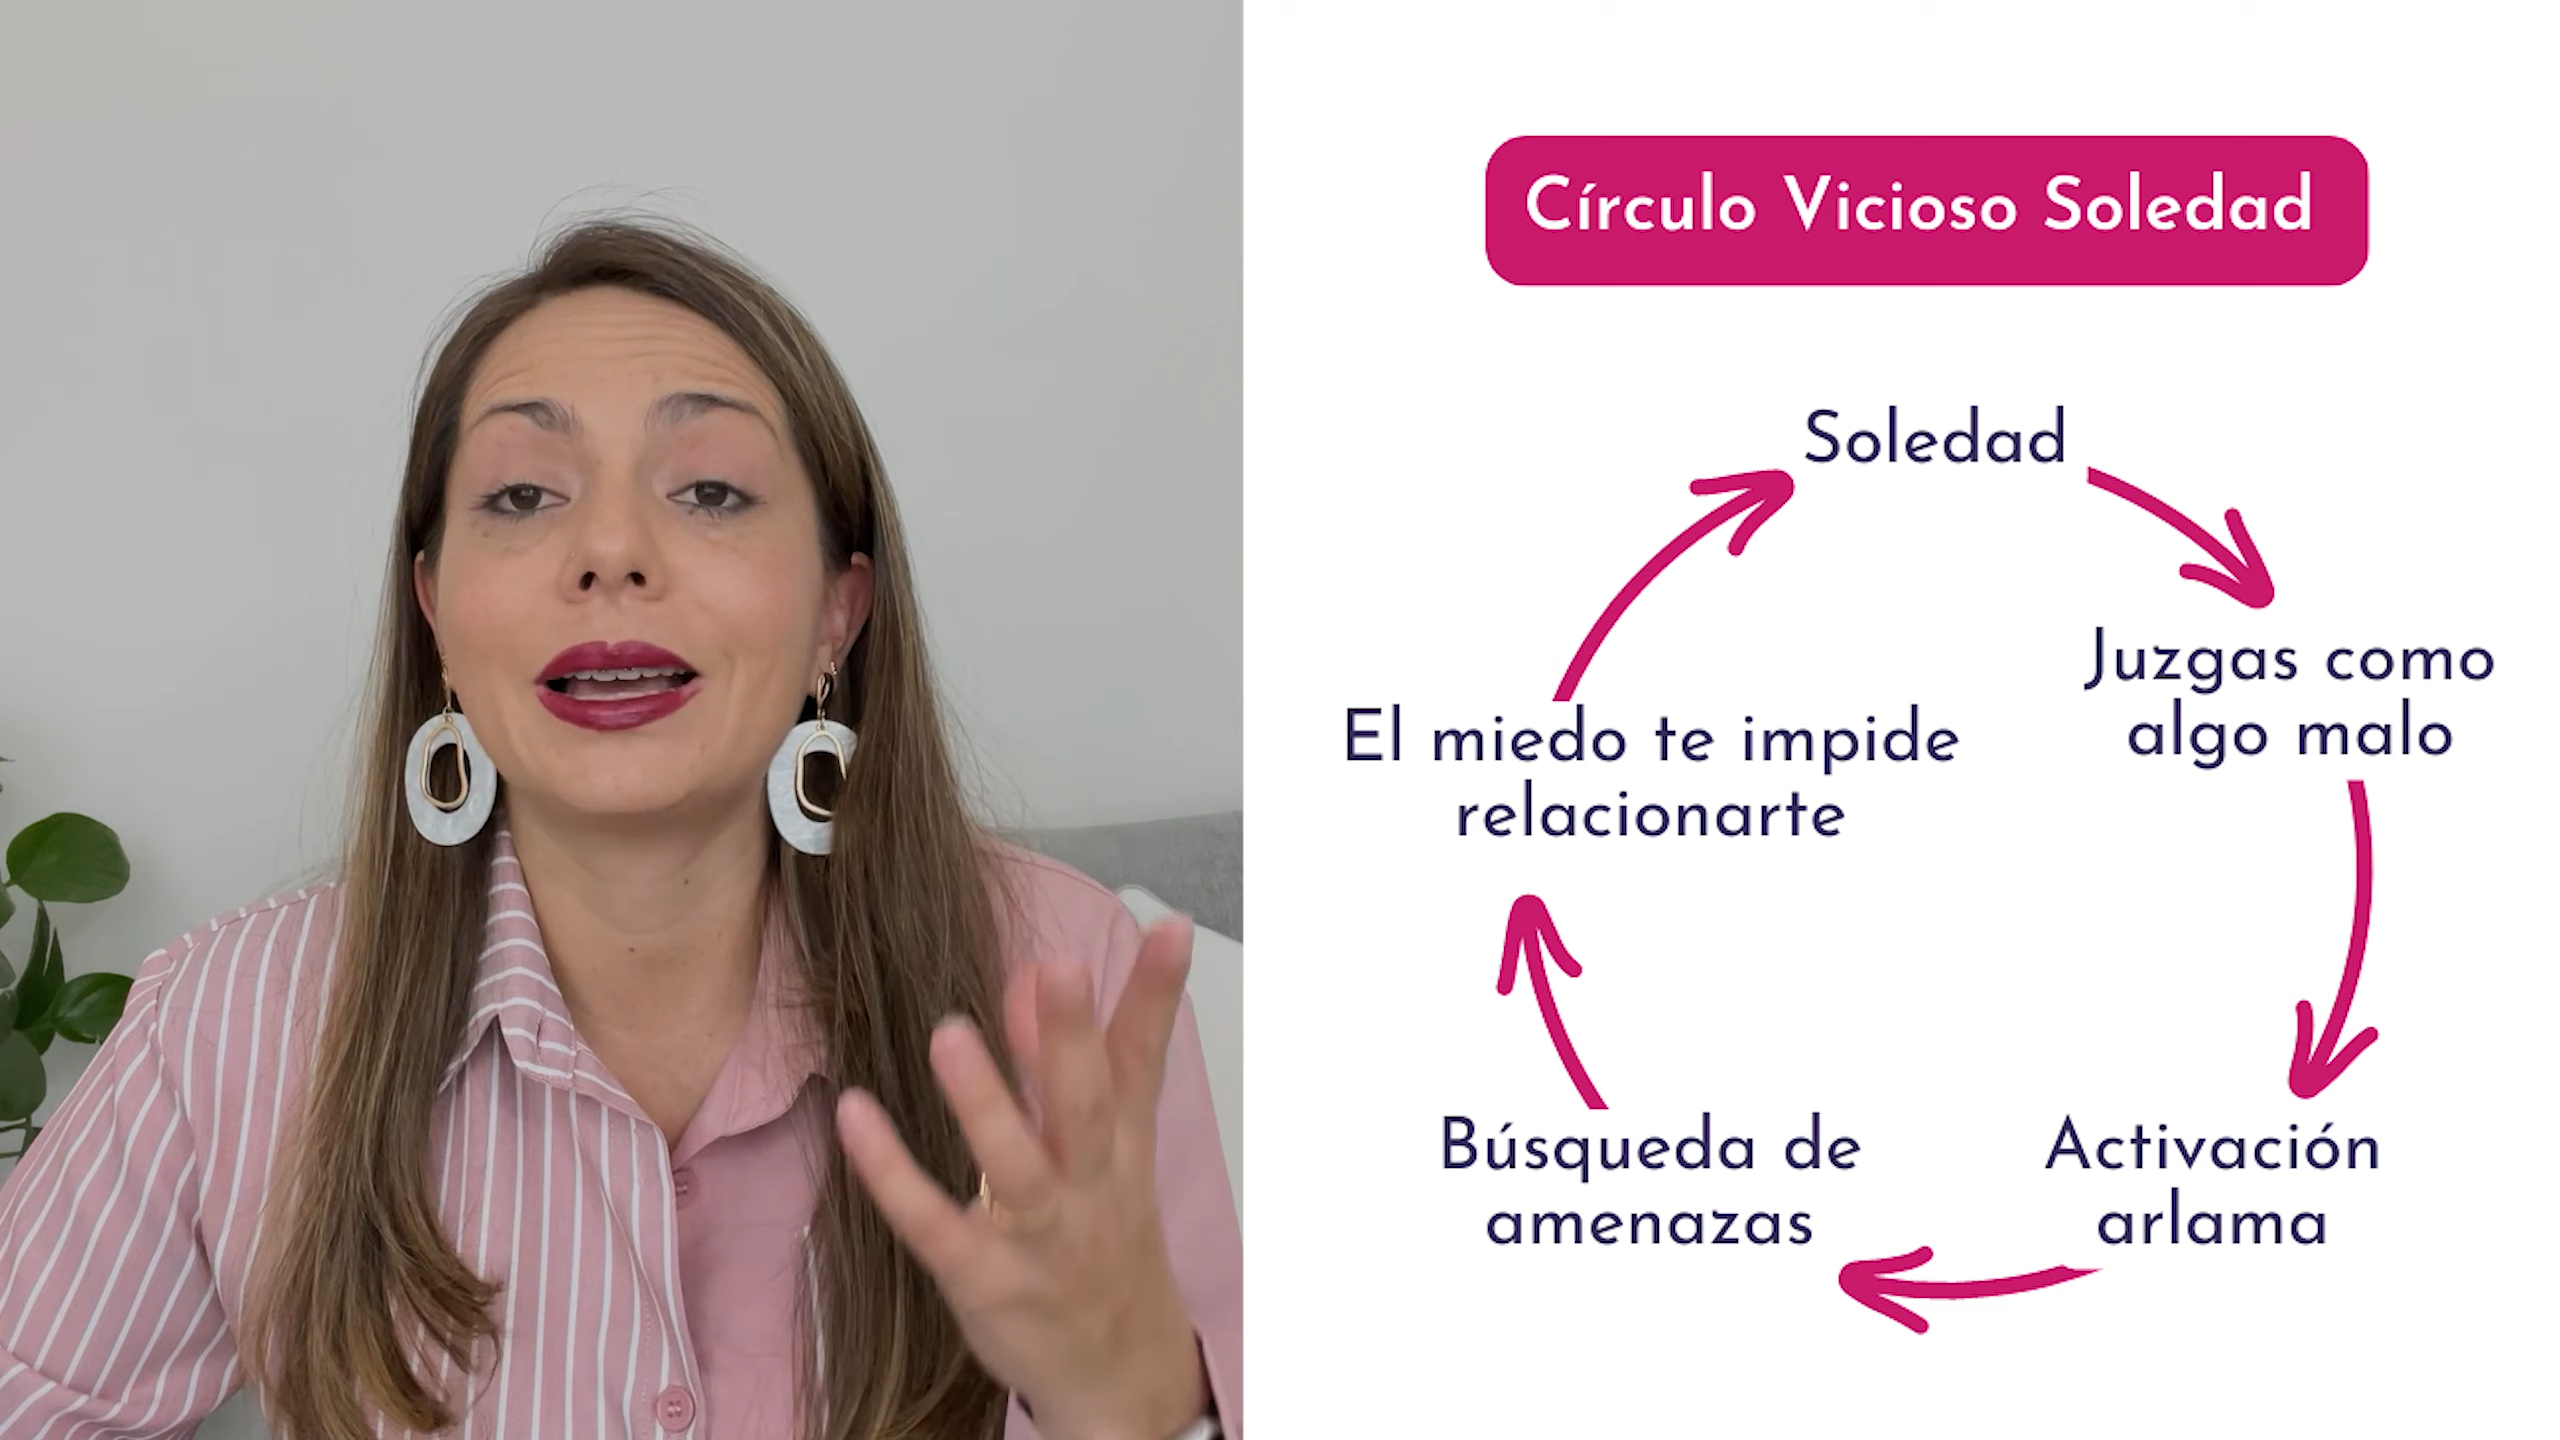 Círculo Vicioso Soledad
Soledad
Juzgas como
algo malo
Activación
arlama
Búsqueda de
amenazas
El miedo te impide
relacionarte